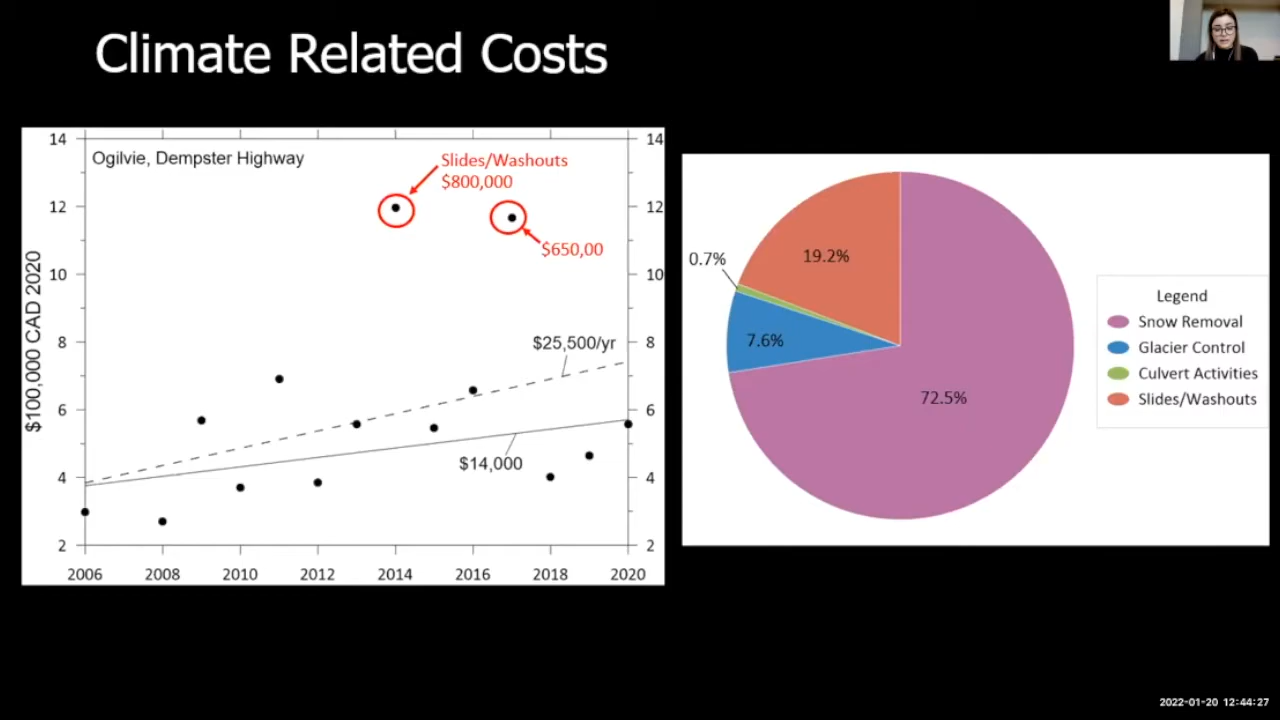 Climate Related Costs
Ogilvie, Dempster Highway
Slides/Washouts
$800,000
$650,00
$25,500/yr
$14,000
$100,000 CAD 2020
14
12
10
8
6
4
2
14
12
10
8
6
4
2
2006 2008 2010 2012 2014 2016 2018 2020
19.2%
0.7%
7.6%
72.5%
Legend
Snow Removal
Glacier Control
Culvert Activities
Slides/Washouts
2022-01-20 12:44:27